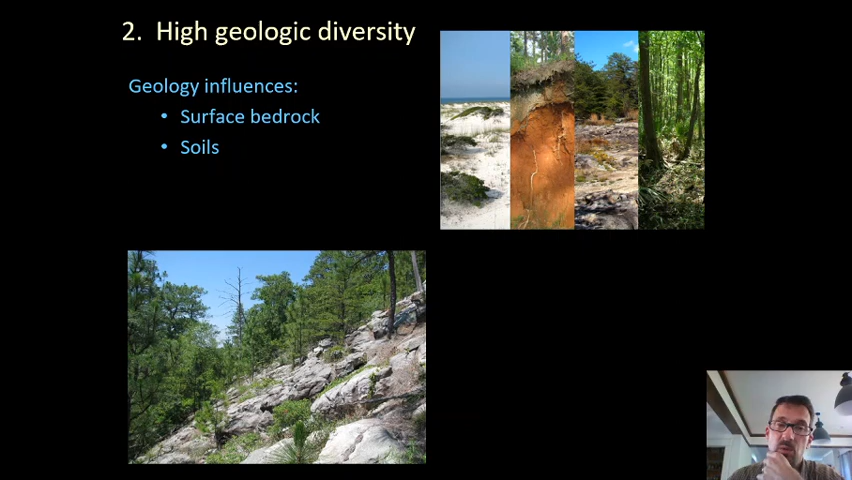 2. High geologic diversity
Geology influences:
• Surface bedrock
• Soils